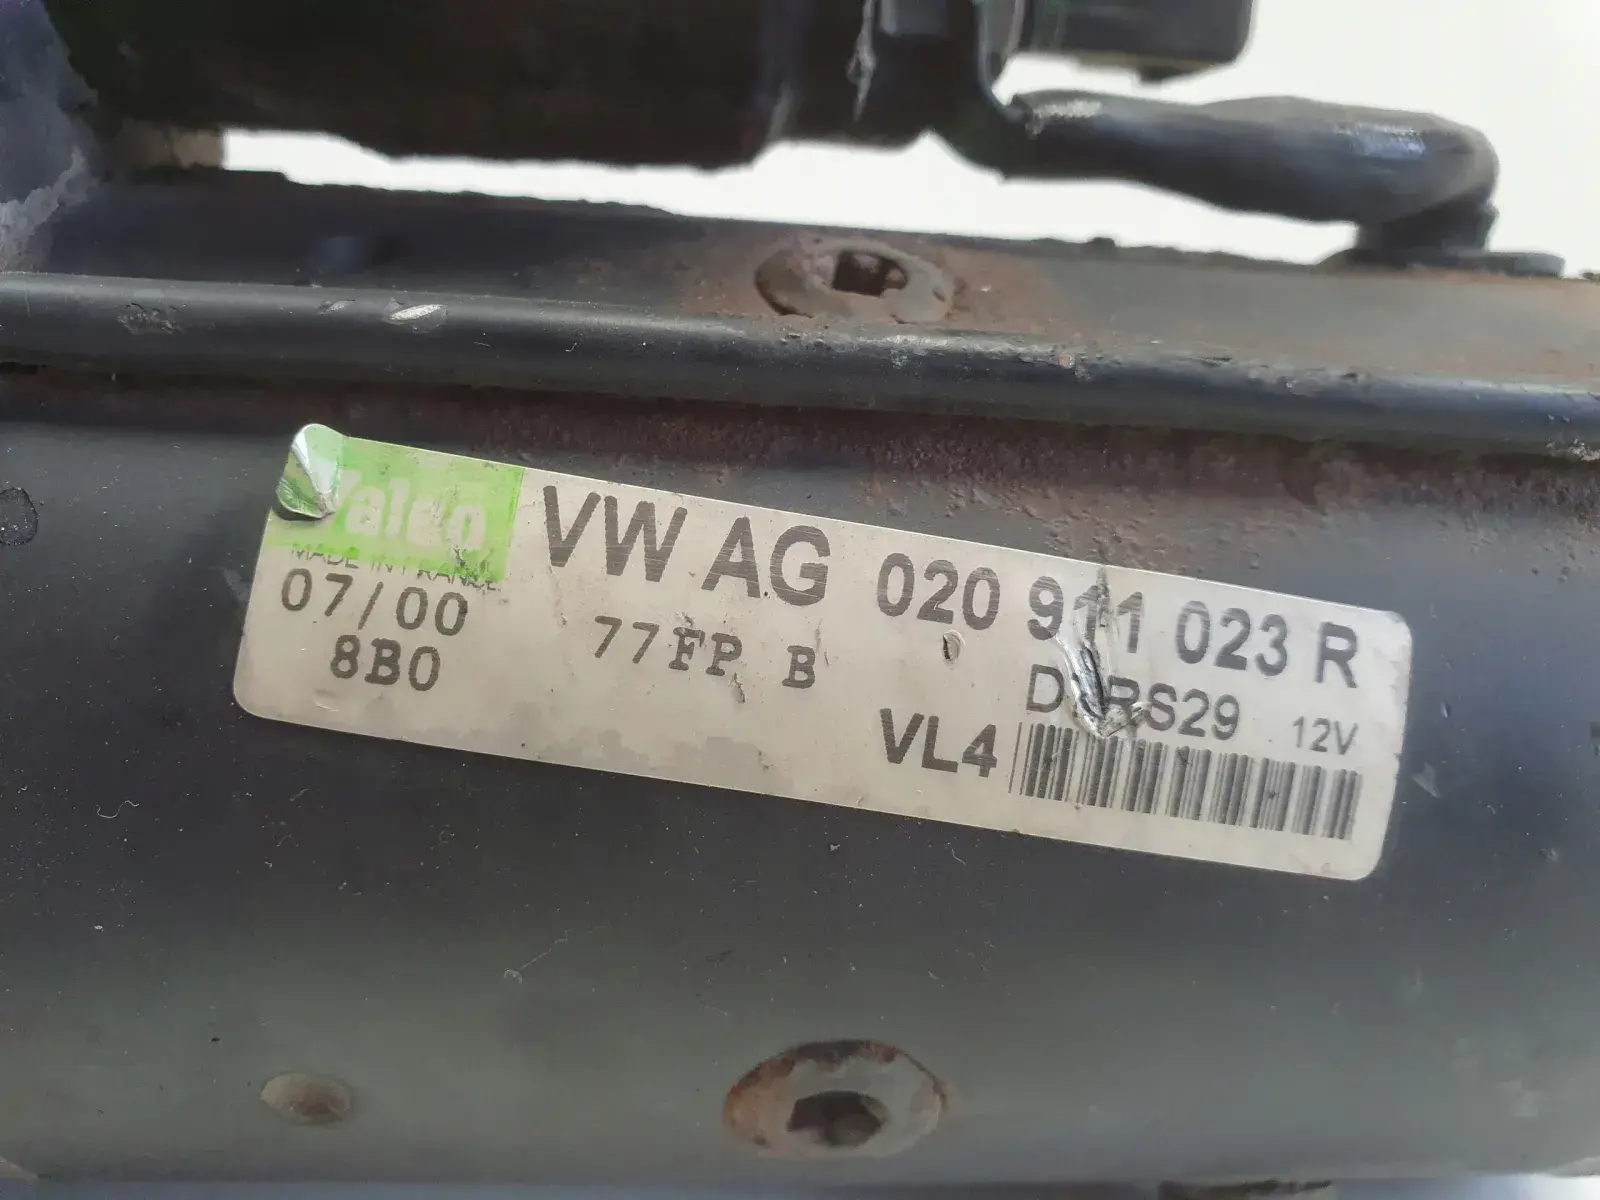 Valeo
MADE IN FRANCE
VW AG 020 911 023 R
07/00
8B0
77FP B
VL4
12V